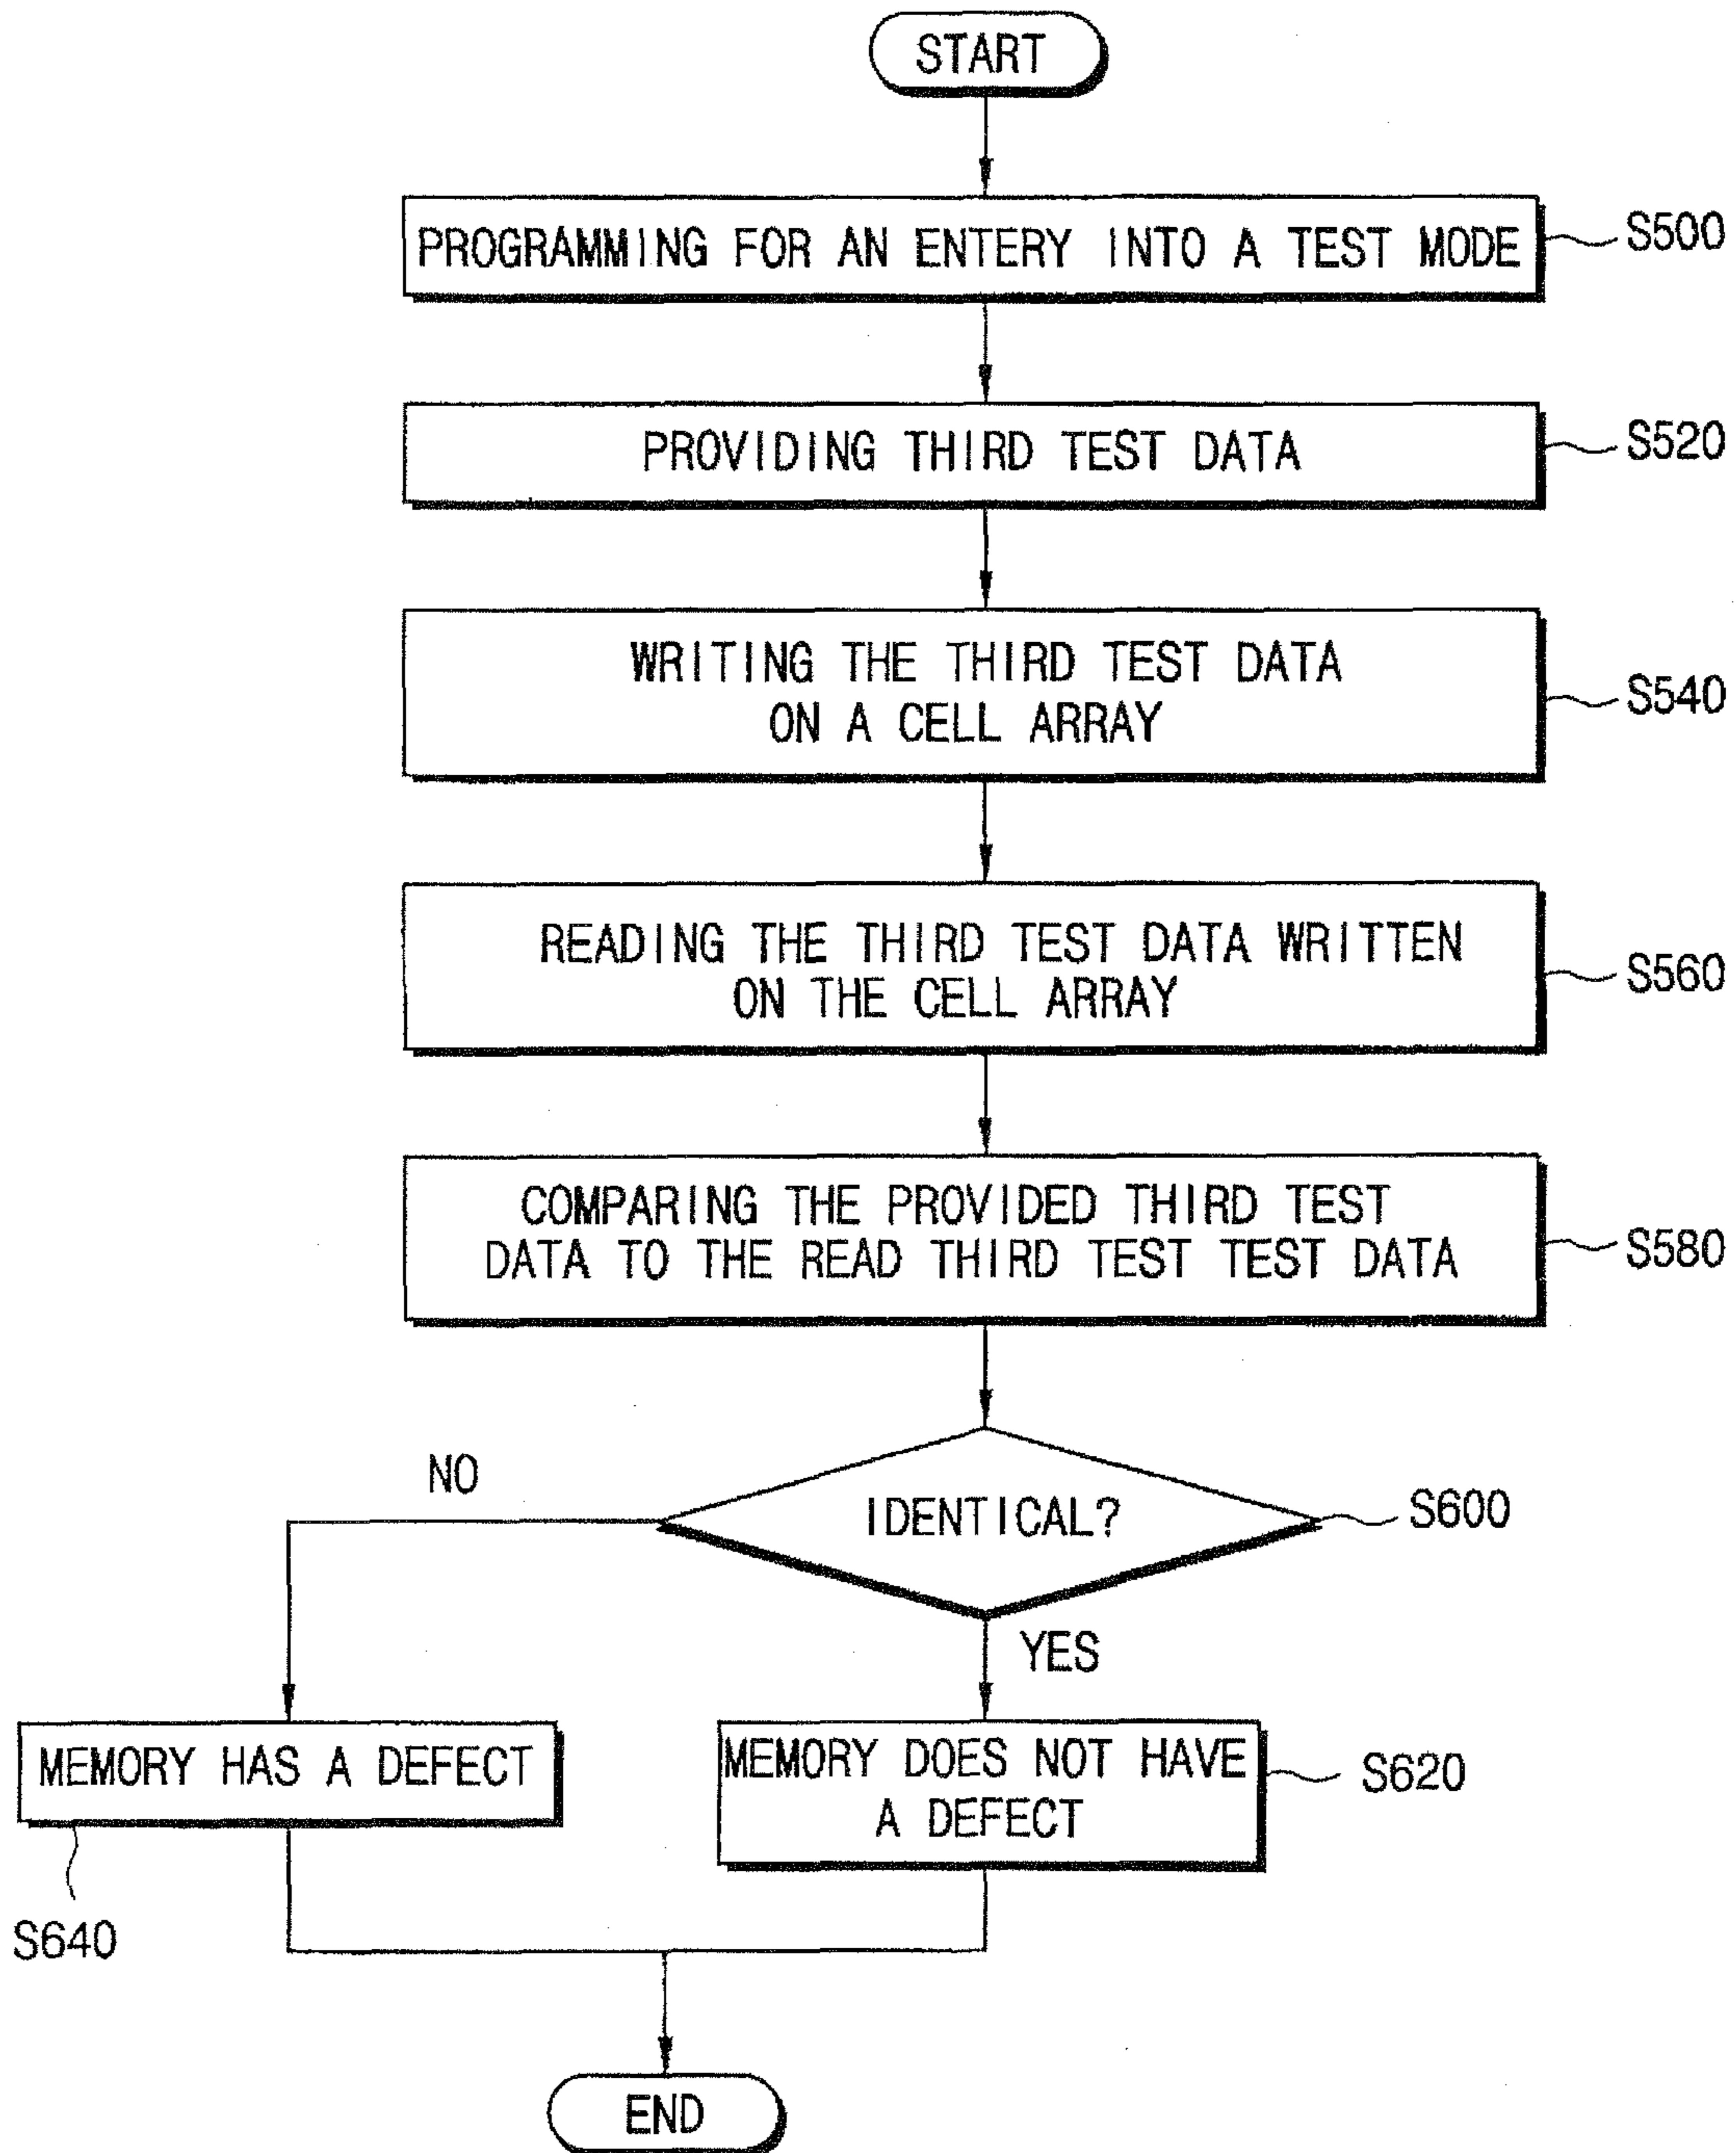 START
PROGRAMMING FOR AN ENTERY INTO A TEST MODE
S500
PROVIDING THIRD TEST DATA
S520
WRITING THE THIRD TEST DATA
ON A CELL ARRAY
S540
READING THE THIRD TEST DATA WRITTEN
ON THE CELL ARRAY
S560
COMPARING THE PROVIDED THIRD TEST
DATA TO THE READ THIRD TEST TEST DATA
S580
NO
IDENTICAL?
S600
YES
MEMORY HAS A DEFECT
S640
MEMORY DOES NOT HAVE
A DEFECT
S620
END